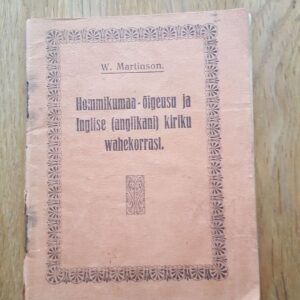 W. Martinson.
Hommikumaa-õigeusu ja
Inglise (anglikani) kiriku
wahekorrast.